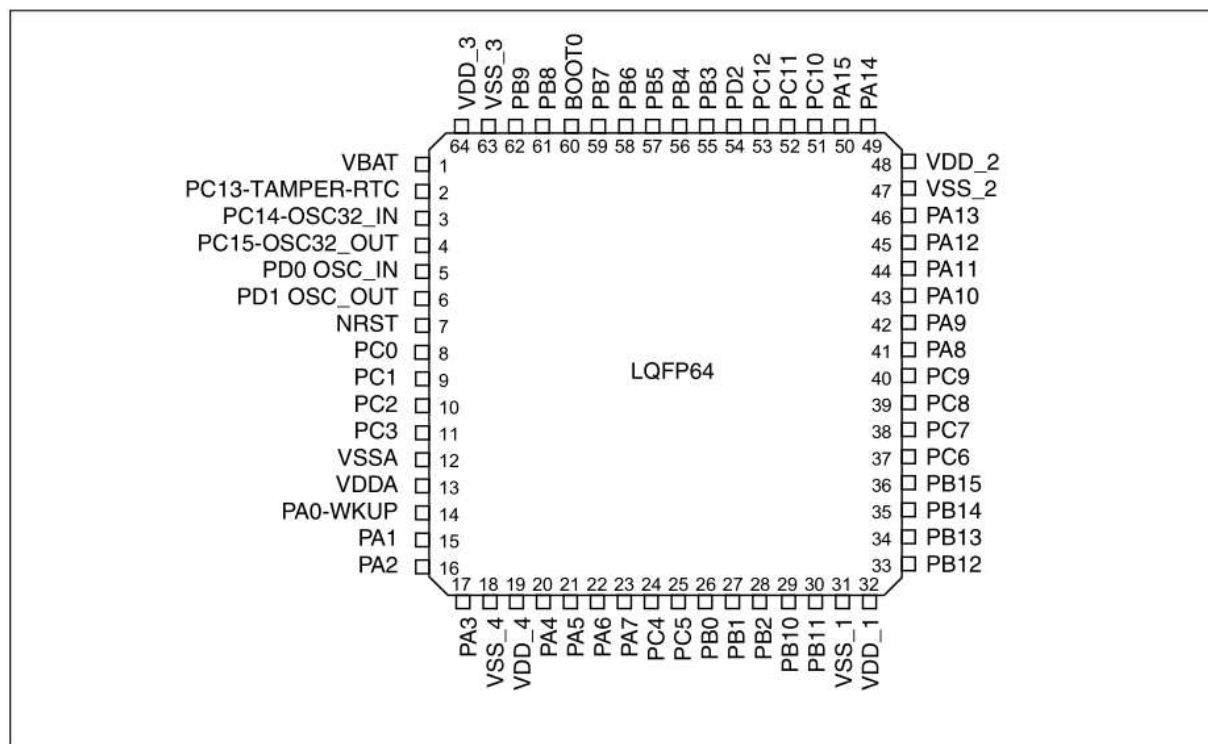 VDD_3
VSS_3
PB9
PB8
BOOT0
PB7
PB6
PB5
PB4
PB3
PD2
PC12
PC11
PC10
PA15
PA14
64 63 62 61 60 59 58 57 56 55 54 53 52 51 50 49
VBAT 1
PC13-TAMPER-RTC 2
PC14-OSC32_IN 3
PC15-OSC32_OUT 4
PD0 OSC_IN 5
PD1 OSC_OUT 6
NRST 7
PC0 8
PC1 9
PC2 10
PC3 11
VSSA 12
VDDA 13
PA0-WKUP 14
PA1 15
PA2 16
LQFP64
48 VDD_2
47 VSS_2
46 PA13
45 PA12
44 PA11
43 PA10
42 PA9
41 PA8
40 PC9
39 PC8
38 PC7
37 PC6
36 PB15
35 PB14
34 PB13
33 PB12
17 18 19 20 21 22 23 24 25 26 27 28 29 30 31 32
PA3
VSS_4
VDD_4
PA4
PA5
PA6
PA7
PC4
PC5
PB0
PB1
PB2
PB10
PB11
VSS_1
VDD_1